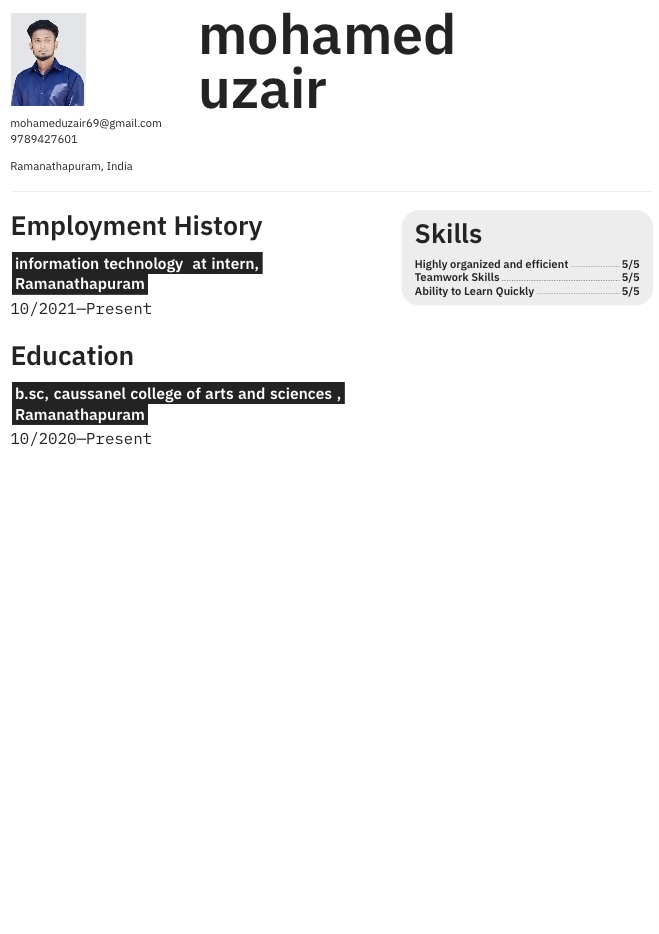 mohamed
uzair
mohameduzair69@gmail.com
9789427601
Ramanathapuram, India
Employment History
information technology  at intern,
Ramanathapuram
10/2021—Present
Education
b.sc, caussanel college of arts and sciences ,
Ramanathapuram
10/2020—Present
Skills
Highly organized and efficient 5/5
Teamwork Skills 5/5
Ability to Learn Quickly 5/5